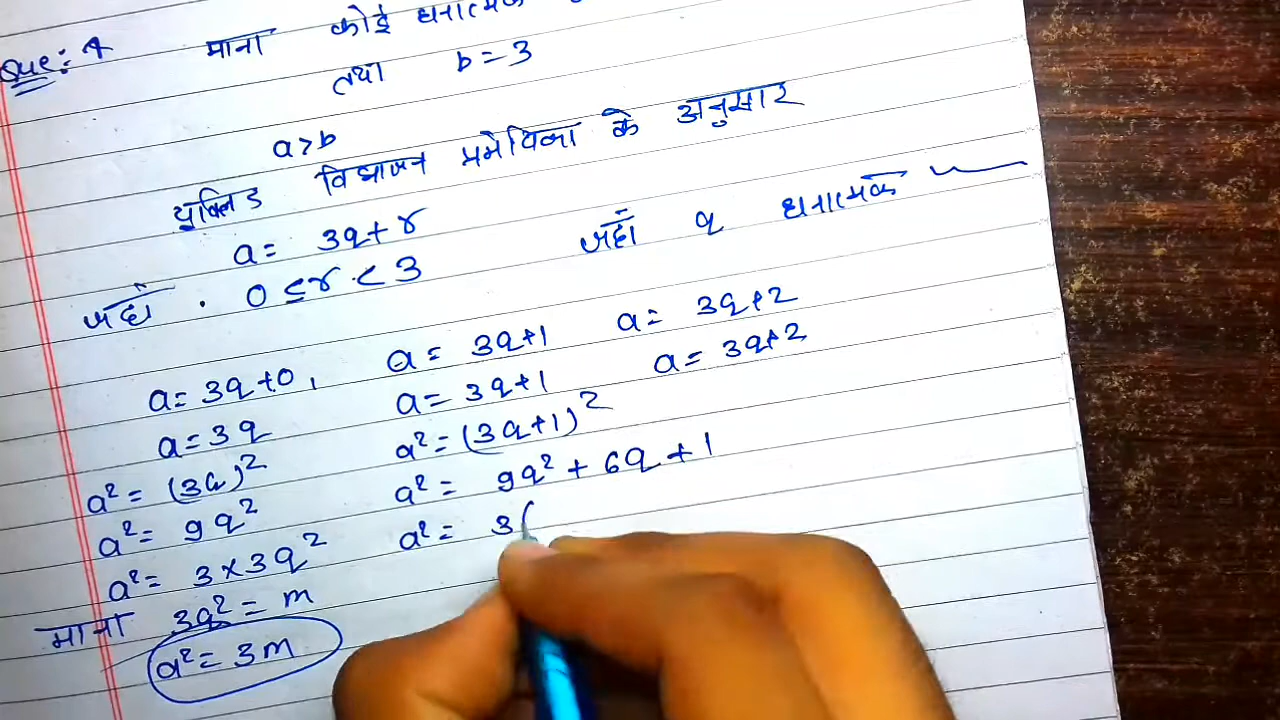 Que: 4 माना कोई धनात्मक
तथा b = 3
a > b
युक्लिड विभाजन प्रमेयिका के अनुसार
a = 3q + r जहाँ q धनात्मक
जहाँ 0 ≤ r < 3
a = 3q + 0, a = 3q + 1 a = 3q + 2
a = 3q a = 3q + 1 a = 3q + 2
a² = (3q)² a² = (3q + 1)²
a² = 9q² a² = 9q² + 6q + 1
a² = 3 × 3q² a² = 3(
माना 3q² = m
a² = 3m